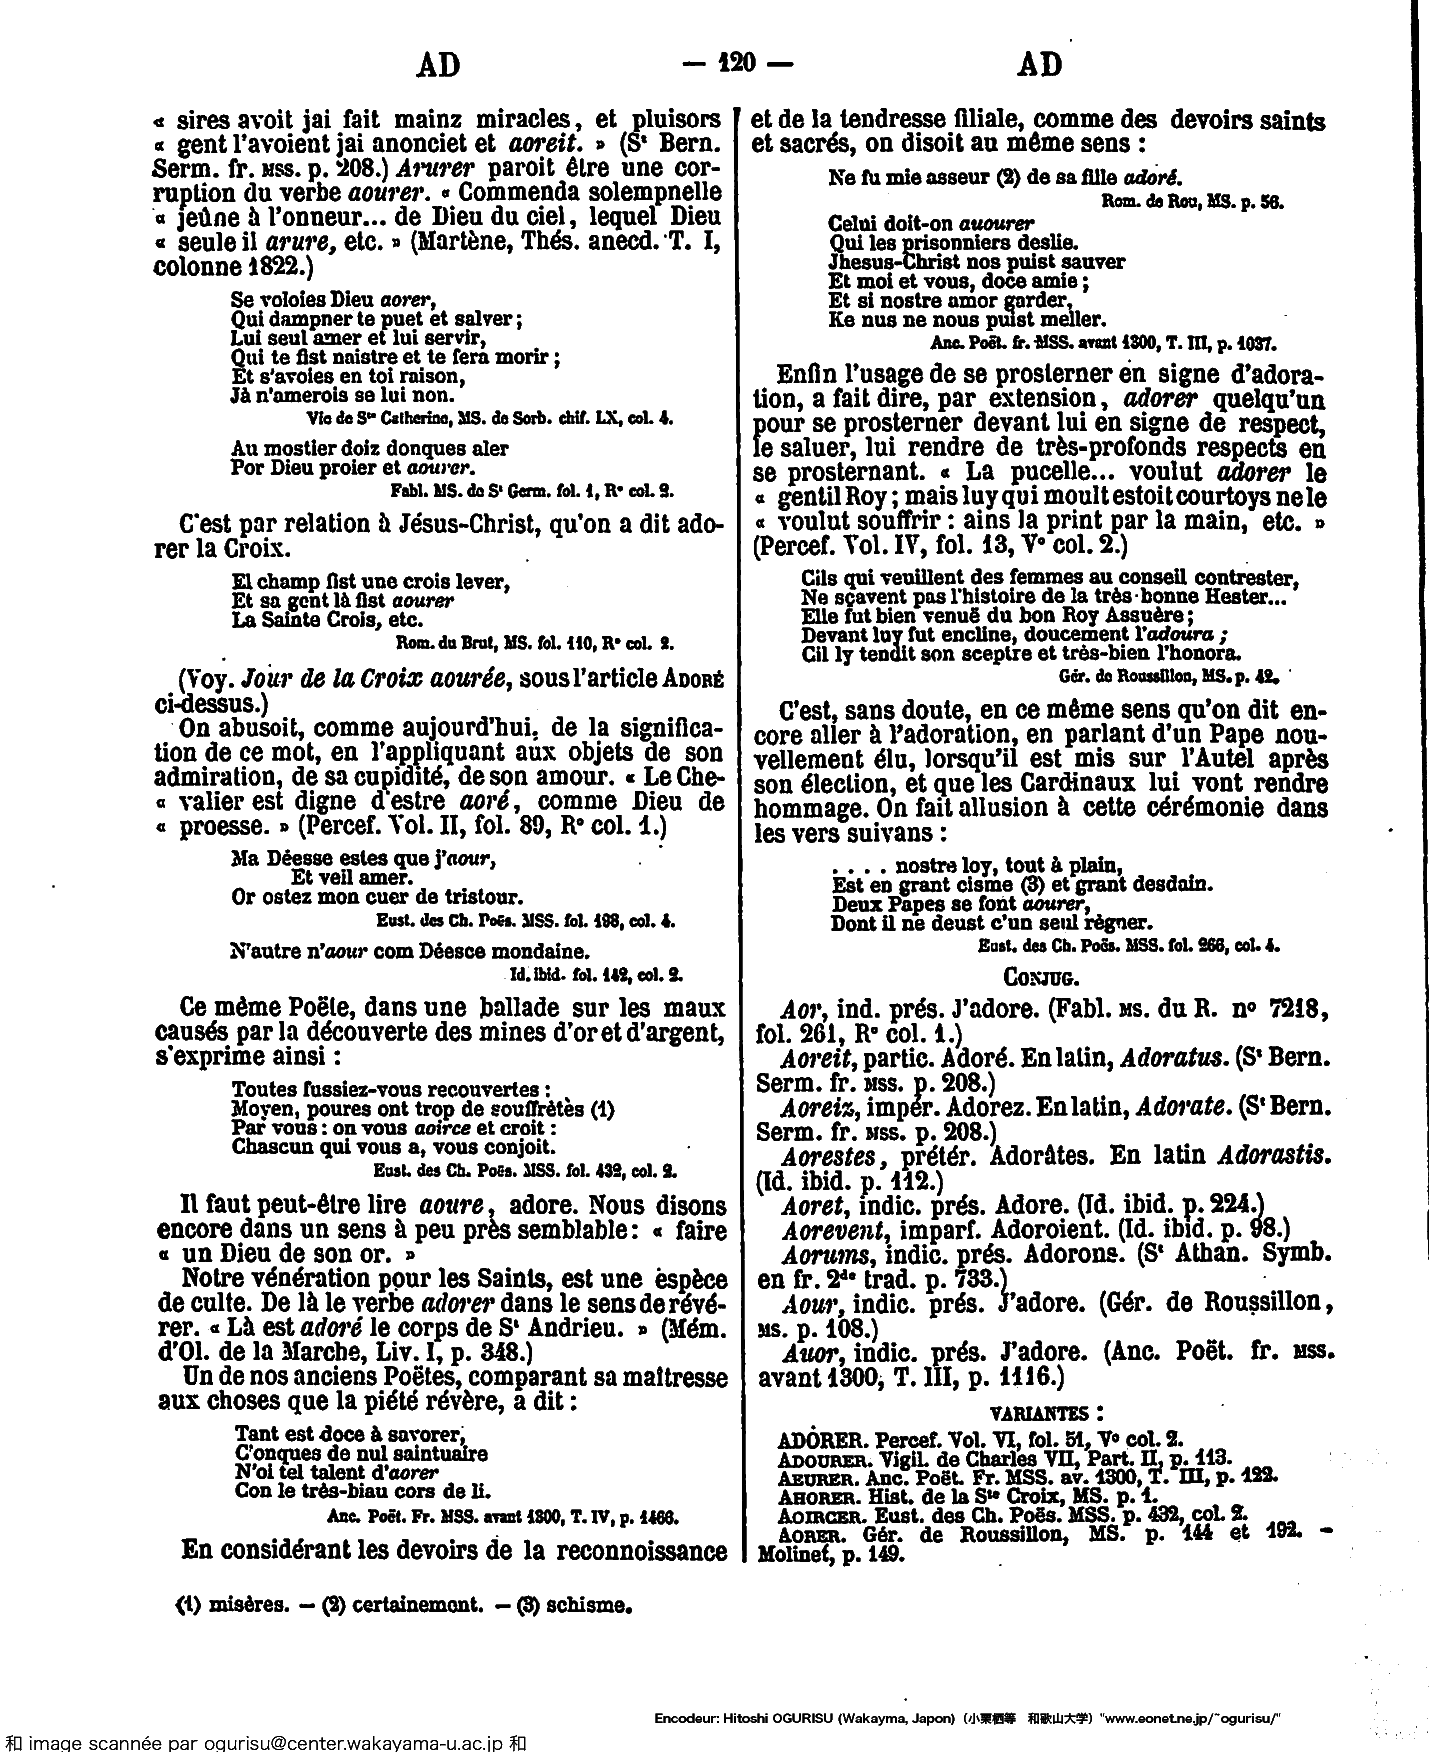 AD
— 120 —
AD
« sires avoit jai fait mainz miracles, et pluisors
« gent l'avoient jai anonciet et aoreit. » (Sᵗ Bern.
Serm. fr. MSS. p. 208.) Arurer paroit être une cor-
ruption du verbe aourer. « Commenda solempnelle
« jeûne à l'onneur... de Dieu du ciel, lequel Dieu
« seule il arure, etc. » (Martène, Thés. anecd. T. I,
colonne 1822.)
Se voloies Dieu aorer,
Qui dampner te puet et salver ;
Lui seul amer et lui servir,
Qui te fist naistre et te fera morir ;
Et s'avoies en toi raison,
Jà n'amerois se lui non.
Vie de Sᵗᵉ Catherine, MS. de Sorb. chif. LX, col. 4.
Au mostier doiz donques aler
Por Dieu proier et aourer.
Fabl. MS. de Sᵗ Germ. fol. 1, R° col. 2.
C'est par relation à Jésus-Christ, qu'on a dit ado-
rer la Croix.
El champ fist une crois lever,
Et sa gent là fist aourer
La Sainte Crois, etc.
Rom. du Brut, MS. fol. 110, R° col. 2.
(Voy. Jour de la Croix aourée, sous l'article ADORÉ
ci-dessus.)
On abusoit, comme aujourd'hui, de la significa-
tion de ce mot, en l'appliquant aux objets de son
admiration, de sa cupidité, de son amour. « Le Che-
« valier est digne d'estre aoré, comme Dieu de
« proesse. » (Percef. Vol. II, fol. 89, R° col. 1.)
Ma Déesse estes que j'aour,
Et veil amer.
Or ostez mon cuer de tristour.
Eust. des Ch. Poës. MSS. fol. 198, col. 4.
N'autre n'aour com Déesce mondaine.
Id. ibid. fol. 142, col. 2.
Ce même Poëte, dans une ballade sur les maux
causés par la découverte des mines d'or et d'argent,
s'exprime ainsi :
Toutes fussiez-vous recouvertes :
Moyen, poures ont trop de souffrètès (1)
Par vous : on vous aoirce et croit :
Chascun qui vous a, vous conjoit.
Eust. des Ch. Poës. MSS. fol. 432, col. 2.
Il faut peut-être lire aoure, adore. Nous disons
encore dans un sens à peu près semblable : « faire
« un Dieu de son or. »
Notre vénération pour les Saints, est une espèce
de culte. De là le verbe adorer dans le sens de révé-
rer. « Là est adoré le corps de Sᵗ Andrieu. » (Mém.
d'Ol. de la Marche, Liv. I, p. 348.)
Un de nos anciens Poëtes, comparant sa maîtresse
aux choses que la piété révère, a dit :
Tant est doce à savorer,
C'onques de nul saintuaire
N'oi tel talent d'aorer
Con le très-biau cors de li.
Anc. Poët. Fr. MSS. avant 1300, T. IV, p. 1466.
En considérant les devoirs de la reconnoissance
et de la tendresse filiale, comme des devoirs saints
et sacrés, on disoit au même sens :
Ne fu mie asseur (2) de sa fille adoré.
Rom. de Rou, MS. p. 56.
Celui doit-on auourer
Qui les prisonniers deslie.
Jhesus-Christ nos puist sauver
Et moi et vous, doce amie ;
Et si nostre amor garder,
Ke nus ne nous puist meller.
Anc. Poët. fr. MSS. avant 1300, T. III, p. 1037.
Enfin l'usage de se prosterner en signe d'adora-
tion, a fait dire, par extension, adorer quelqu'un
pour se prosterner devant lui en signe de respect,
le saluer, lui rendre de très-profonds respects en
se prosternant. « La pucelle... voulut adorer le
« gentil Roy ; mais luy qui moult estoit courtoys ne le
« voulut souffrir : ains la print par la main, etc. »
(Percef. Vol. IV, fol. 13, V° col. 2.)
Cils qui veuillent des femmes au conseil contrester,
Ne sçavent pas l'histoire de la très-bonne Hester...
Elle fut bien venuë du bon Roy Assuère ;
Devant luy fut encline, doucement l'adoura ;
Cil ly tendit son sceptre et très-bien l'honora.
Gér. de Roussillon, MS. p. 42.
C'est, sans doute, en ce même sens qu'on dit en-
core aller à l'adoration, en parlant d'un Pape nou-
vellement élu, lorsqu'il est mis sur l'Autel après
son élection, et que les Cardinaux lui vont rendre
hommage. On fait allusion à cette cérémonie dans
les vers suivans :
. . . . nostre loy, tout à plain,
Est en grant cisme (3) et grant desdain.
Deux Papes se font aourer,
Dont il ne deust c'un seul règner.
Eust. des Ch. Poës. MSS. fol. 266, col. 4.
CONJUG.
Aor, ind. prés. J'adore. (Fabl. MS. du R. n° 7218,
fol. 261, R° col. 1.)
Aoreit, partic. Adoré. En latin, Adoratus. (Sᵗ Bern.
Serm. fr. MSS. p. 208.)
Aoreiz, impér. Adorez. En latin, Adorate. (Sᵗ Bern.
Serm. fr. MSS. p. 208.)
Aorestes, prétér. Adorâtes. En latin Adorastis.
(Id. ibid. p. 112.)
Aoret, indic. prés. Adore. (Id. ibid. p. 224.)
Aorevent, imparf. Adoroient. (Id. ibid. p. 98.)
Aorums, indic. prés. Adorons. (Sᵗ Athan. Symb.
en fr. 2ᵈᵉ trad. p. 733.)
Aour, indic. prés. J'adore. (Gér. de Roussillon,
MS. p. 108.)
Auor, indic. prés. J'adore. (Anc. Poët. fr. MSS.
avant 1300, T. III, p. 1116.)
VARIANTES :
ADORER. Percef. Vol. VI, fol. 51, V° col. 2.
ADOURER. Vigil. de Charles VII, Part. II, p. 113.
AEURER. Anc. Poët. Fr. MSS. av. 1300, T. III, p. 122.
AHORER. Hist. de la Sᵗᵉ Croix, MS. p. 1.
AOIRCER. Eust. des Ch. Poës. MSS. p. 432, col. 2.
AORER. Gér. de Roussillon, MS. p. 144 et 192. –
Molinet, p. 149.
(1) misères. — (2) certainement. — (3) schisme.
Encodeur: Hitoshi OGURISU (Wakayma, Japon)（小栗栖等 和歌山大学）"www.eonet.ne.jp/~ogurisu/"
和 image scannée par ogurisu@center.wakayama-u.ac.jp 和